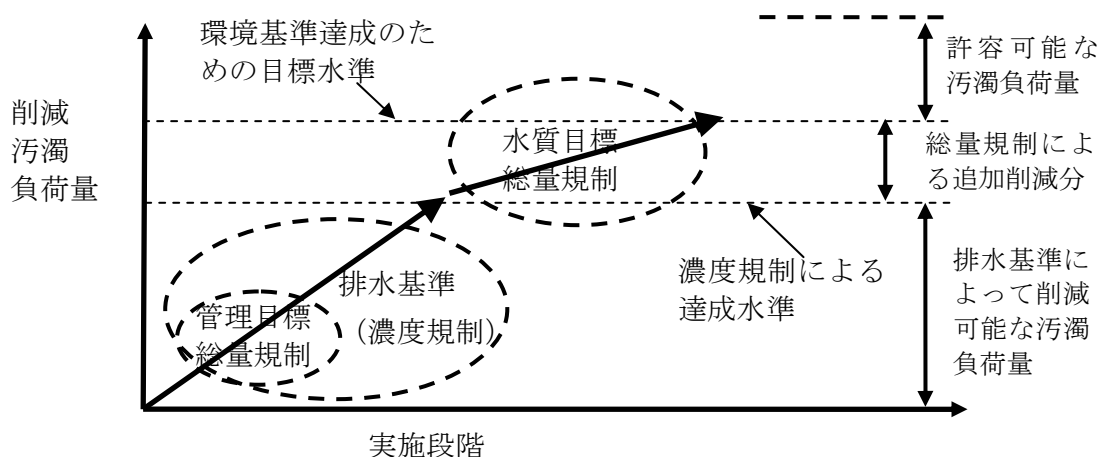 環境基準達成のた
めの目標水準
許容可能な
汚濁負荷量
削減
汚濁
負荷量
水質目標
総量規制
総量規制によ
る追加削減分
排水基準
（濃度規制）
管理目標
総量規制
濃度規制による
達成水準
排水基準に
よって削減
可能な汚濁
負荷量
実施段階